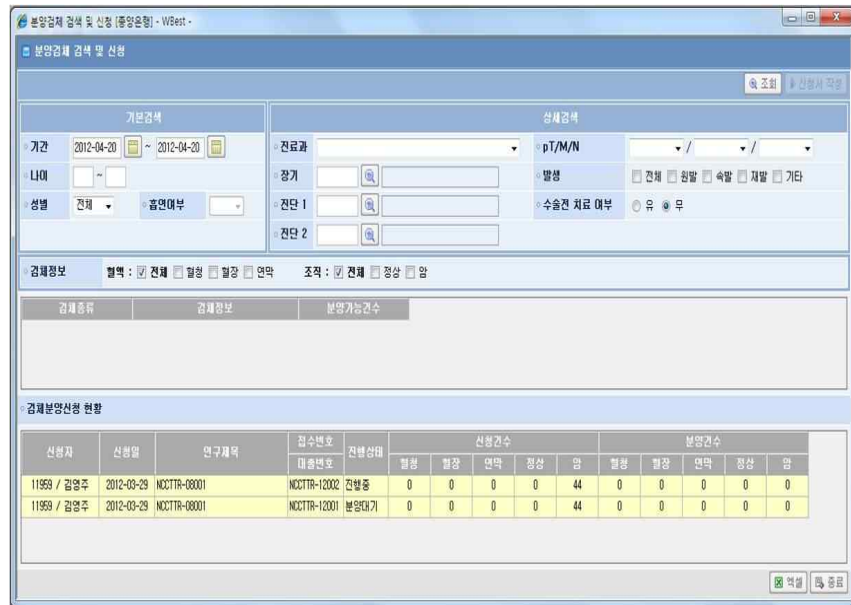 분양검체 검색 및 신청 [종양은행] - WBest -
분양검체 검색 및 신청
조회 신청서 작성
기본검색 상세검색
기간 2012-04-20 ~ 2012-04-20 진료과 pT/M/N / /
나이 ~ 장기 발생 전체 원발 속발 재발 기타
성별 전체 흡연여부 진단 1 수술전 치료 여부 유 무
진단 2
검체정보 혈액 : 전체 혈청 혈장 연막 조직 : 전체 정상 암
검체종류 검체정보 분양가능건수
검체분양신청 현황
신청자 신청일 연구제목 접수번호 진행상태 신청건수 분양건수
대출번호 혈청 혈장 연막 정상 암 혈청 혈장 연막 정상 암
11959 / 김영주 2012-03-29 NCCTTR-08001 NCCTTR-12002 진행중 0 0 0 0 44 0 0 0 0 0
11959 / 김영주 2012-03-29 NCCTTR-08001 NCCTTR-12001 분양대기 0 0 0 0 44 0 0 0 0 0
엑셀 종료